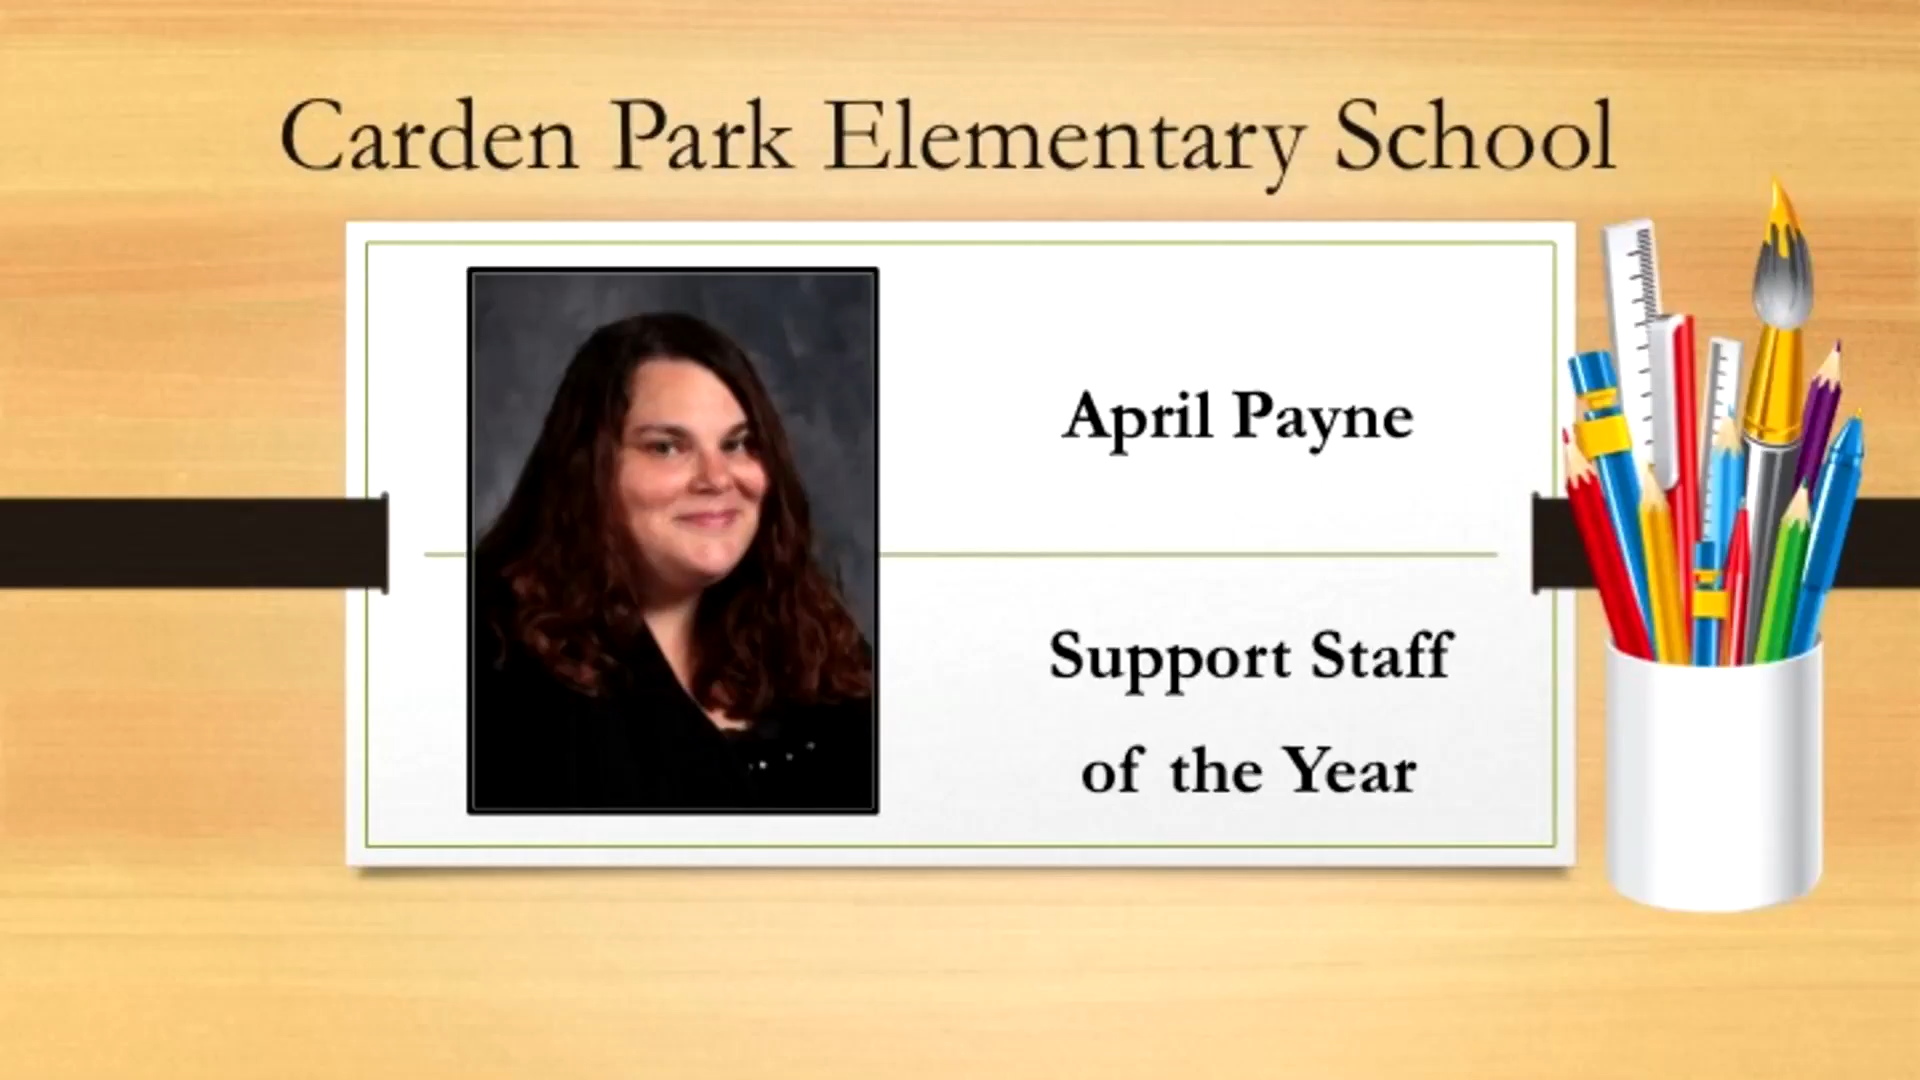 Carden Park Elementary School
April Payne
Support Staff
of the Year